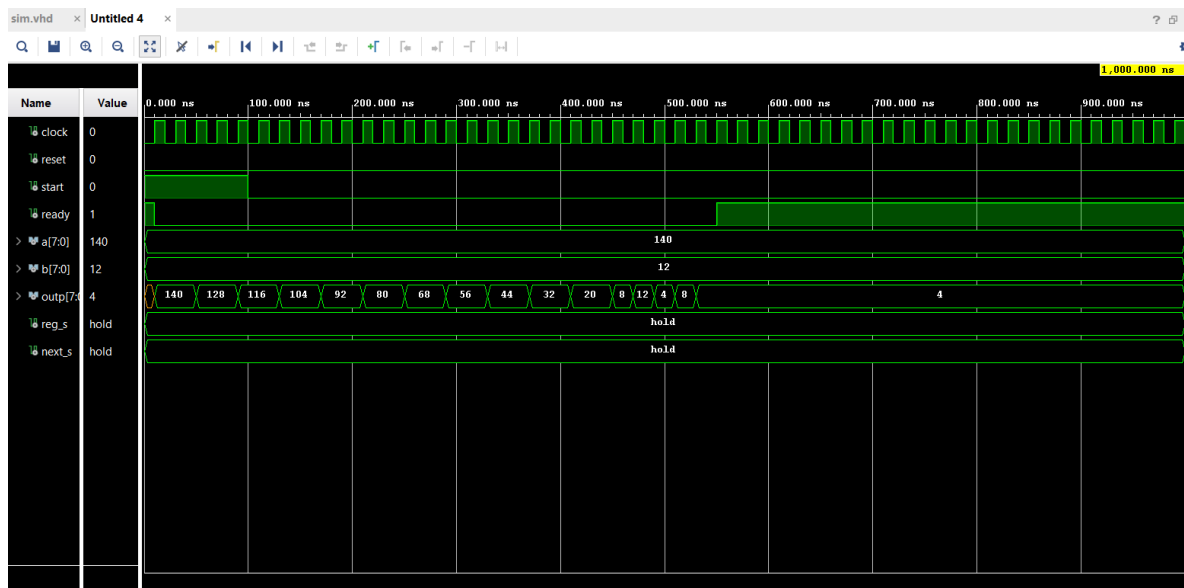 sim.vhd × Untitled 4 ×
?
1,000.000 ns
Name Value 0.000 ns 100.000 ns 200.000 ns 300.000 ns 400.000 ns 500.000 ns 600.000 ns 700.000 ns 800.000 ns 900.000 ns
clock 0
reset 0
start 0
ready 1
a[7:0] 140 140
b[7:0] 12 12
outp[7:0 4 140 128 116 104 92 80 68 56 44 32 20 8 12 4 8 4
reg_s hold hold
next_s hold hold